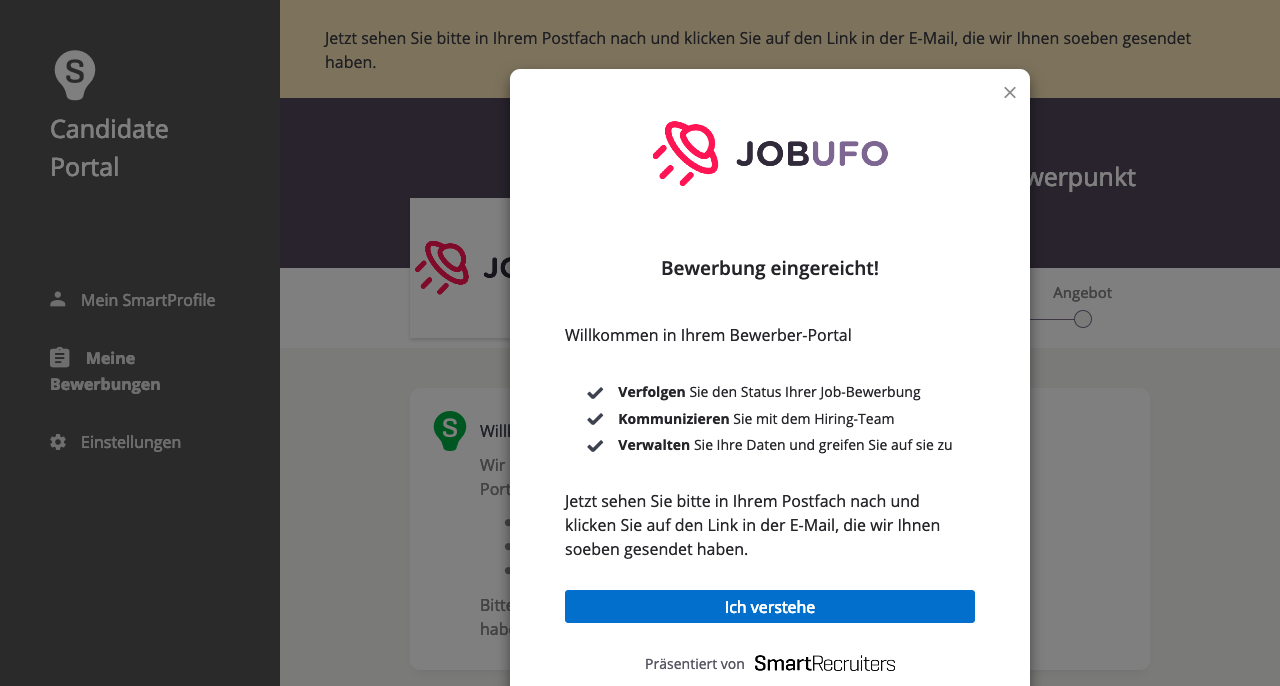 Jetzt sehen Sie bitte in Ihrem Postfach nach und klicken Sie auf den Link in der E-Mail, die wir Ihnen soeben gesendet
haben.
S
Candidate
Portal
Mein SmartProfile
Meine
Bewerbungen
Einstellungen
werpunkt
Angebot
JO
S
Will
Wir
Port
Bitte
habe
JOBUFO
Bewerbung eingereicht!
Willkommen in Ihrem Bewerber-Portal
Verfolgen Sie den Status Ihrer Job-Bewerbung
Kommunizieren Sie mit dem Hiring-Team
Verwalten Sie Ihre Daten und greifen Sie auf sie zu
Jetzt sehen Sie bitte in Ihrem Postfach nach und
klicken Sie auf den Link in der E-Mail, die wir Ihnen
soeben gesendet haben.
Ich verstehe
Präsentiert von SmartRecruiters